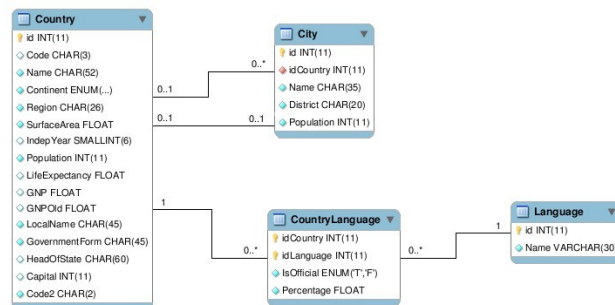 Country
id INT(11)
Code CHAR(3)
Name CHAR(52)
Continent ENUM(...)
Region CHAR(26)
SurfaceArea FLOAT
IndepYear SMALLINT(6)
Population INT(11)
LifeExpectancy FLOAT
GNP FLOAT
GNPOld FLOAT
LocalName CHAR(45)
GovernmentForm CHAR(45)
HeadOfState CHAR(60)
Capital INT(11)
Code2 CHAR(2)
0..1
0..*
0..1
0..1
1
0..*
City
id INT(11)
idCountry INT(11)
Name CHAR(35)
District CHAR(20)
Population INT(11)
CountryLanguage
idCountry INT(11)
idLanguage INT(11)
IsOfficial ENUM('T','F')
Percentage FLOAT
0..*
1
Language
id INT(11)
Name VARCHAR(30)